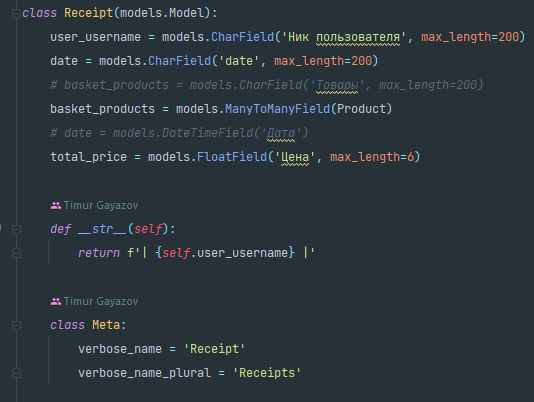 class Receipt(models.Model):
user_username = models.CharField('Ник пользователя', max_length=200)
date = models.CharField('date', max_length=200)
# basket_products = models.CharField('Товары', max_length=200)
basket_products = models.ManyToManyField(Product)
# date = models.DateTimeField('Дата')
total_price = models.FloatField('Цена', max_length=6)
Timur Gayazov
def __str__(self):
return f'| {self.user_username} |'
Timur Gayazov
class Meta:
verbose_name = 'Receipt'
verbose_name_plural = 'Receipts'